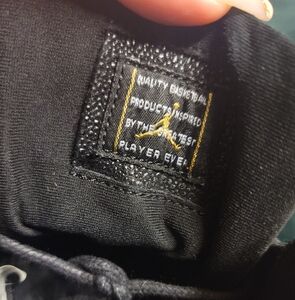 QUALITY BASKETBALL
PRODUCTS INSPIRED
BY THE GREATEST
PLAYER EVER